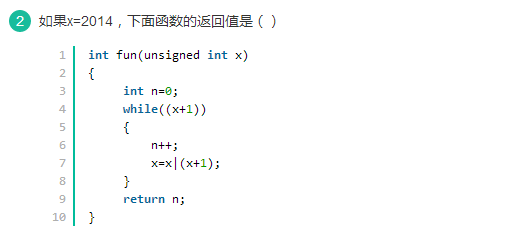 2 如果x=2014，下面函数的返回值是（ ）
1 int fun(unsigned int x)
2 {
3 int n=0;
4 while((x+1))
5 {
6 n++;
7 x=x|(x+1);
8 }
9 return n;
10 }